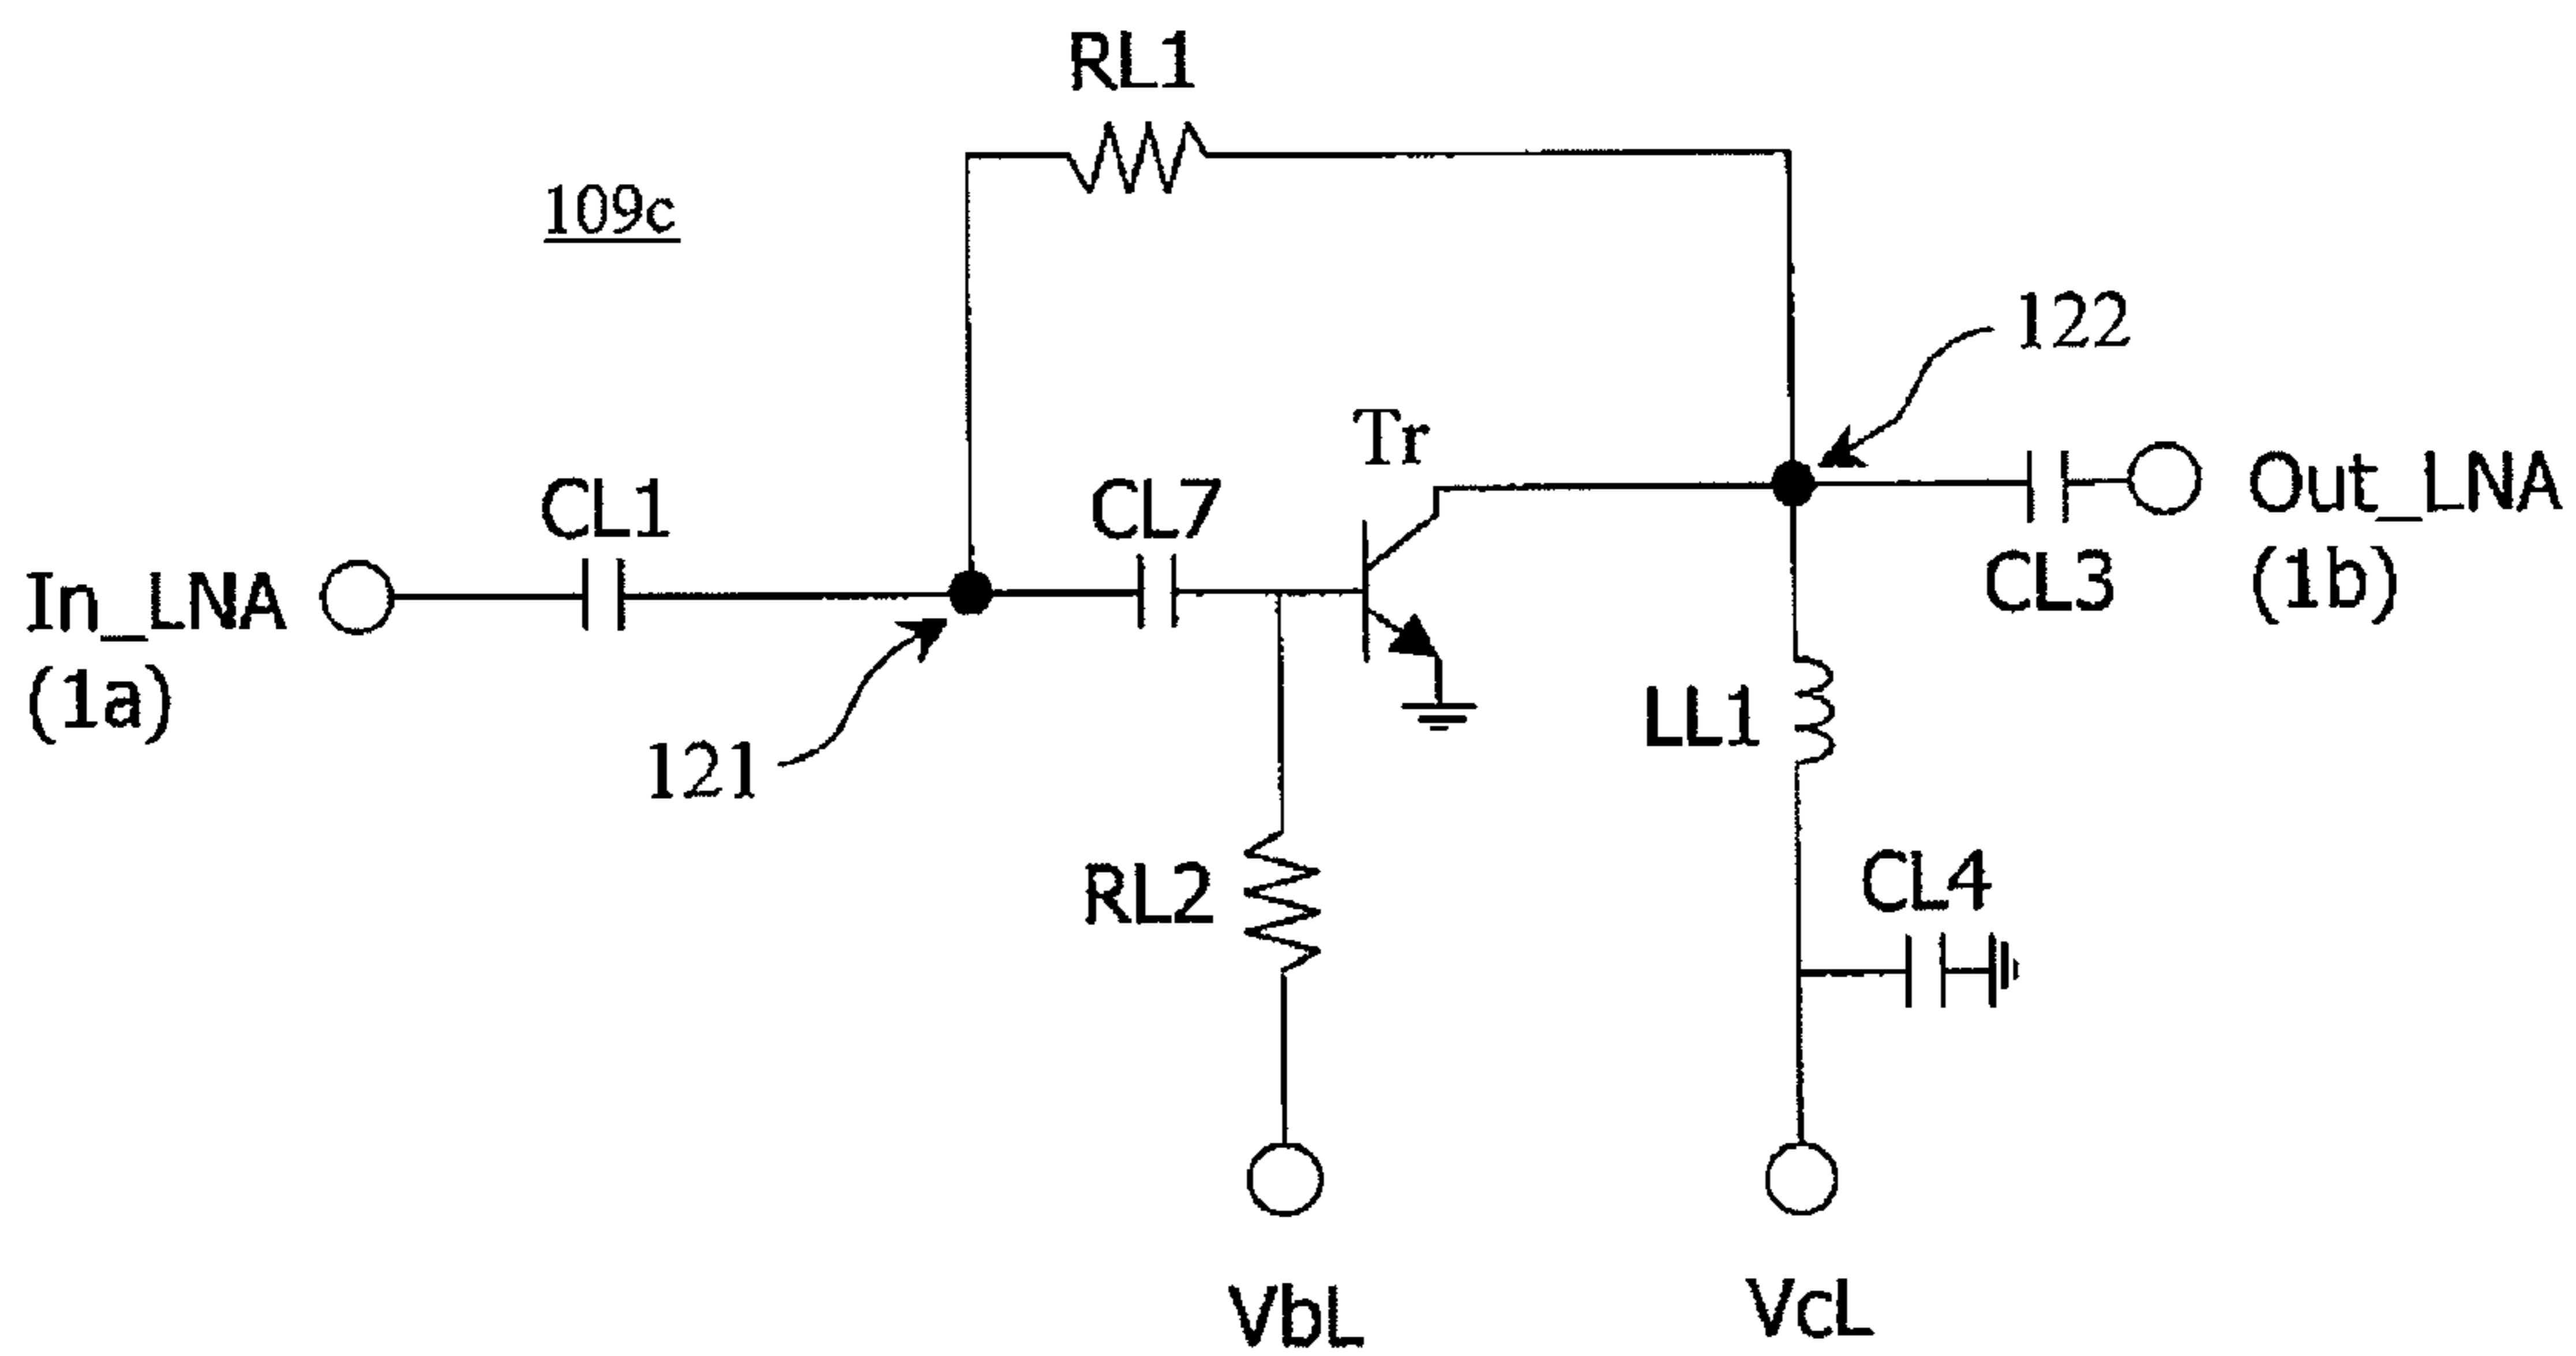 RL1
109c
122
Tr
CL1
CL7
Out_LNA
(1b)
CL3
In_LNA
(1a)
121
LL1
RL2
CL4
VbL
VcL